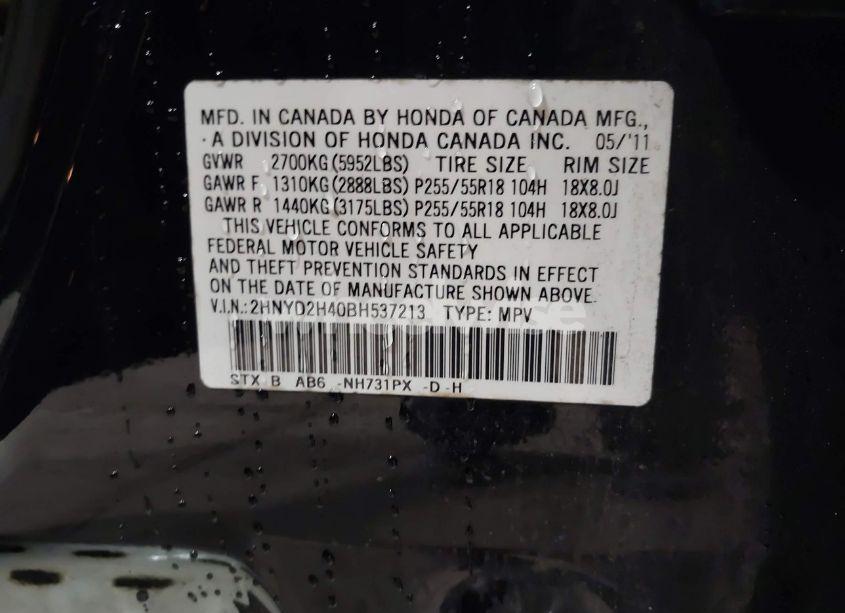 MFD. IN CANADA BY HONDA OF CANADA MFG.,
A DIVISION OF HONDA CANADA INC. 05/'11
GVWR 2700KG (5952LBS) TIRE SIZE RIM SIZE
GAWR F 1310KG (2888LBS) P255/55R18 104H 18X8.0J
GAWR R 1440KG (3175LBS) P255/55R18 104H 18X8.0J
THIS VEHICLE CONFORMS TO ALL APPLICABLE
FEDERAL MOTOR VEHICLE SAFETY
AND THEFT PREVENTION STANDARDS IN EFFECT
ON THE DATE OF MANUFACTURE SHOWN ABOVE.
V.I.N.:2HNYD2H40BH537213 TYPE: MPV
STX B AB6 -NH731PX -D -H